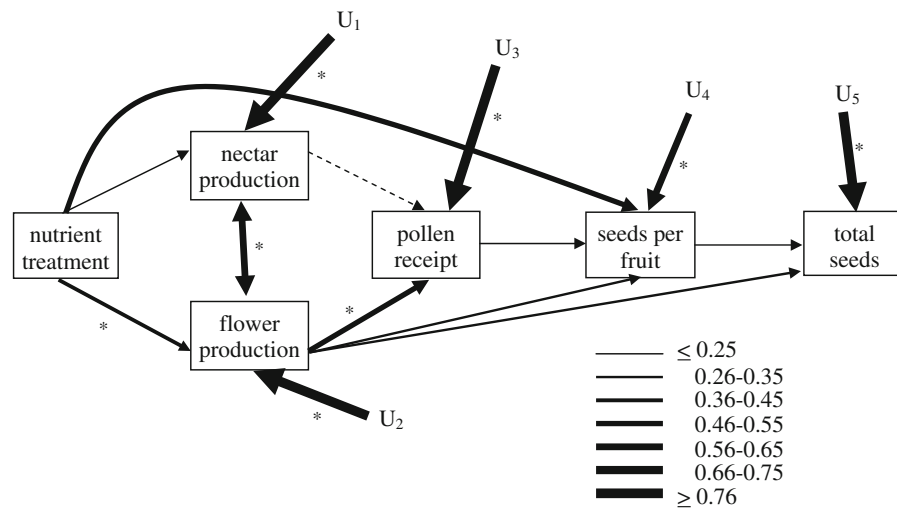 U₁
U₃
*
*
U₄
U₅
*
*
nectar
production
nutrient
treatment
pollen
receipt
seeds per
fruit
total
seeds
*
*
*
flower
production
*
U₂
≤ 0.25
0.26-0.35
0.36-0.45
0.46-0.55
0.56-0.65
0.66-0.75
≥ 0.76